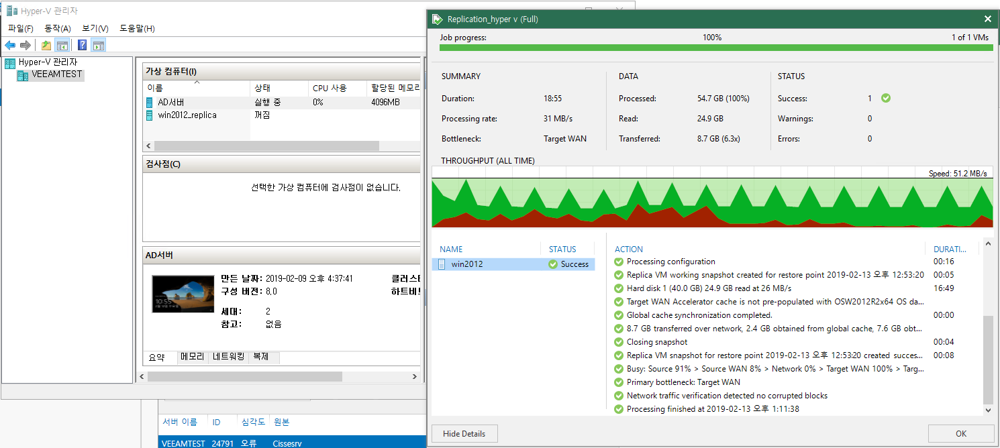 Hyper-V 관리자
파일(F) 동작(A) 보기(V) 도움말(H)
Hyper-V 관리자
VEEAMTEST
가상 컴퓨터(I)
이름 상태 CPU 사용 할당된 메모리
AD서버 실행 중 0% 4096MB
win2012_replica 꺼짐
검사점(C)
선택한 가상 컴퓨터에 검사점이 없습니다.
AD서버
만든 날짜: 2019-02-09 오후 4:37:41
구성 버전: 8.0
세대: 2
참고: 없음
클러스터
하트비트
10:55
요약 메모리 네트워킹 복제
서버 이름 ID 심각도 원본
VEEAMTEST 24791 오류 Cissesrv
Replication_hyper v (Full)
Job progress: 100% 1 of 1 VMs
SUMMARY
Duration: 18:55
Processing rate: 31 MB/s
Bottleneck: Target WAN
DATA
Processed: 54.7 GB (100%)
Read: 24.9 GB
Transferred: 8.7 GB (6.3x)
STATUS
Success: 1
Warnings: 0
Errors: 0
THROUGHPUT (ALL TIME)
Speed: 51.2 MB/s
NAME STATUS
win2012 Success
ACTION DURATI...
Processing configuration 00:16
Replica VM working snapshot created for restore point 2019-02-13 오후 12:53:20 00:05
Hard disk 1 (40.0 GB) 24.9 GB read at 26 MB/s 16:49
Target WAN Accelerator cache is not pre-populated with OSW2012R2x64 OS da...
Global cache synchronization completed. 00:00
8.7 GB transferred over network, 2.4 GB obtained from global cache, 7.6 GB obt...
Closing snapshot 00:04
Replica VM snapshot for restore point 2019-02-13 오후 12:53:20 created succes... 00:08
Busy: Source 91% > Source WAN 8% > Network 0% > Target WAN 100% > Targ...
Primary bottleneck: Target WAN
Network traffic verification detected no corrupted blocks
Processing finished at 2019-02-13 오후 1:11:38
Hide Details OK